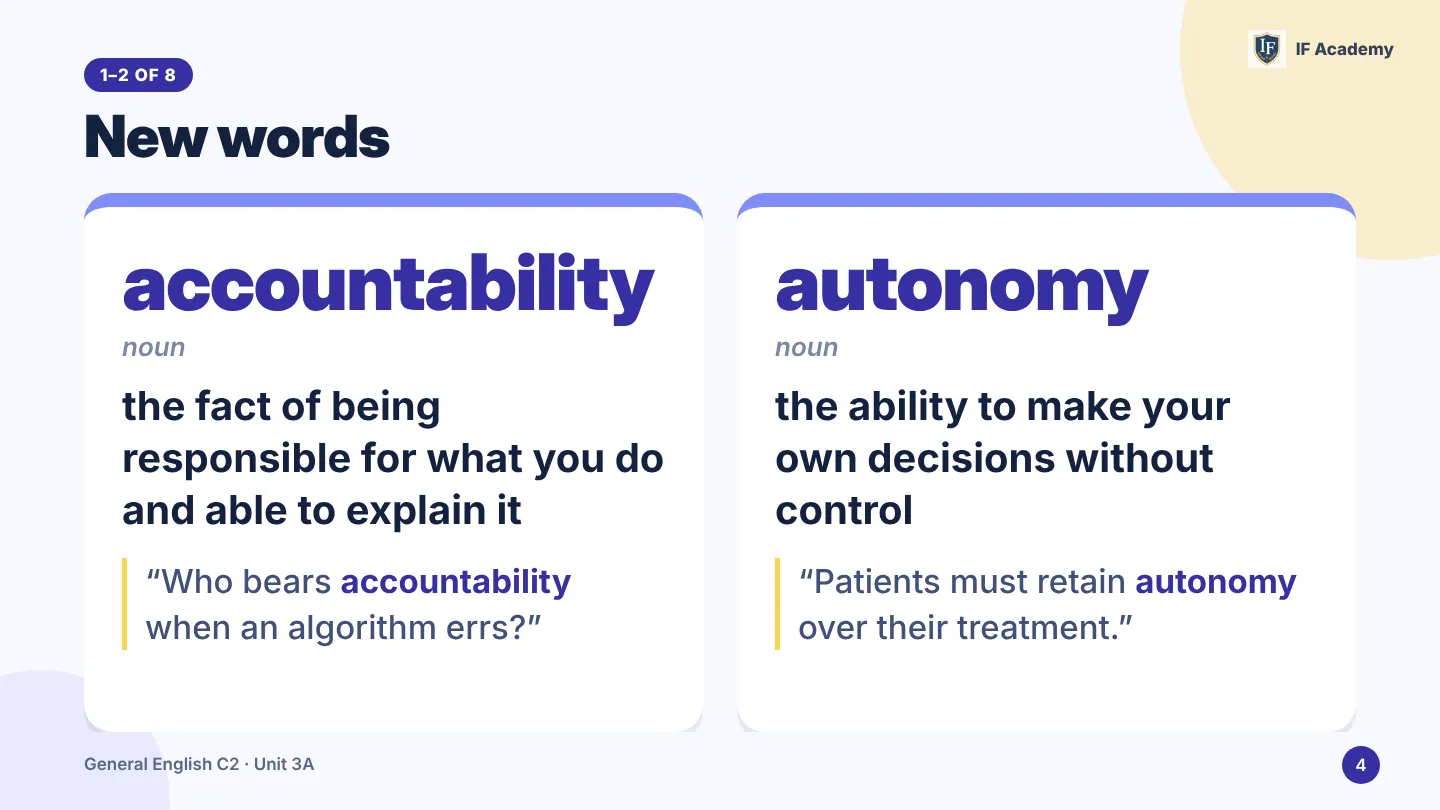 IF
IF Academy
1–2 OF 8
New words
accountability
noun
the fact of being
responsible for what you do
and able to explain it
“Who bears accountability
when an algorithm errs?”
autonomy
noun
the ability to make your
own decisions without
control
“Patients must retain autonomy
over their treatment.”
General English C2 · Unit 3A
4